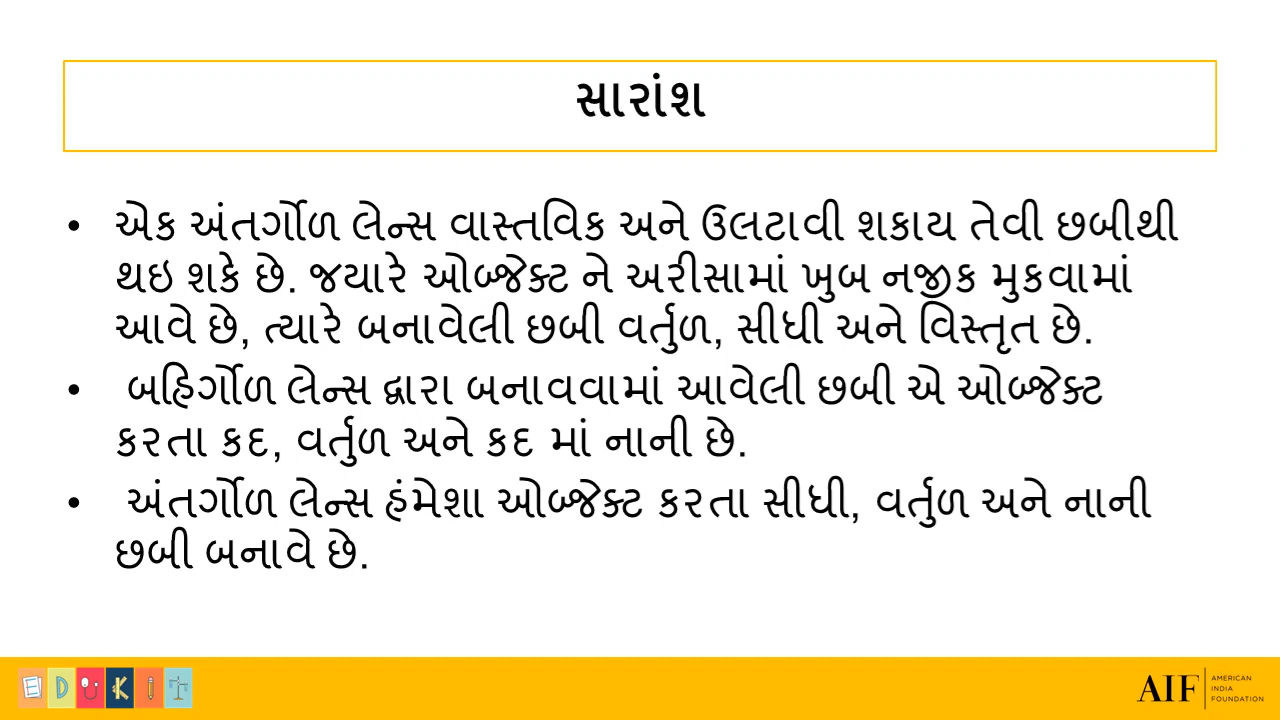 સારાંશ
• એક અંતર્ગોળ લેન્સ વાસ્તવિક અને ઉલટાવી શકાય તેવી છબીથી
થઇ શકે છે. જયારે ઓબ્જેક્ટ ને અરીસામાં ખુબ નજીક મુકવામાં
આવે છે, ત્યારે બનાવેલી છબી વર્તુળ, સીધી અને વિસ્તૃત છે.
• બહિર્ગોળ લેન્સ દ્વારા બનાવવામાં આવેલી છબી એ ઓબ્જેક્ટ
કરતા કદ, વર્તુળ અને કદ માં નાની છે.
• અંતર્ગોળ લેન્સ હંમેશા ઓબ્જેક્ટ કરતા સીધી, વર્તુળ અને નાની
છબી બનાવે છે.
EDUKIT
AIF
AMERICAN
INDIA
FOUNDATION